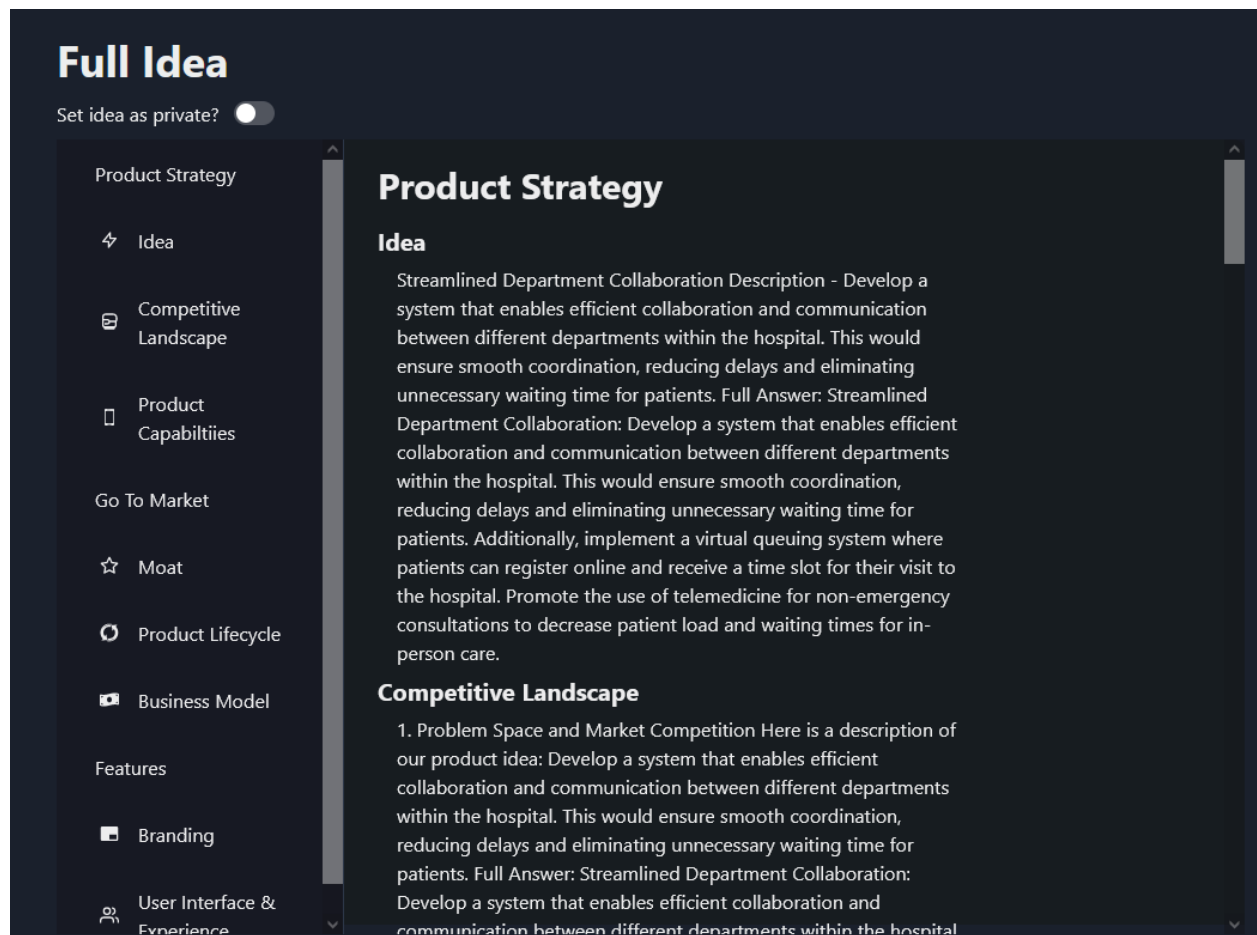 Full Idea
Set idea as private?
Product Strategy
Idea
Competitive
Landscape
Product
Capabiltiies
Go To Market
Moat
Product Lifecycle
Business Model
Features
Branding
User Interface &
Experience
Product Strategy
Idea
Streamlined Department Collaboration Description - Develop a
system that enables efficient collaboration and communication
between different departments within the hospital. This would
ensure smooth coordination, reducing delays and eliminating
unnecessary waiting time for patients. Full Answer: Streamlined
Department Collaboration: Develop a system that enables efficient
collaboration and communication between different departments
within the hospital. This would ensure smooth coordination,
reducing delays and eliminating unnecessary waiting time for
patients. Additionally, implement a virtual queuing system where
patients can register online and receive a time slot for their visit to
the hospital. Promote the use of telemedicine for non-emergency
consultations to decrease patient load and waiting times for in-
person care.
Competitive Landscape
1. Problem Space and Market Competition Here is a description of
our product idea: Develop a system that enables efficient
collaboration and communication between different departments
within the hospital. This would ensure smooth coordination,
reducing delays and eliminating unnecessary waiting time for
patients. Full Answer: Streamlined Department Collaboration:
Develop a system that enables efficient collaboration and
communication between different departments within the hospital